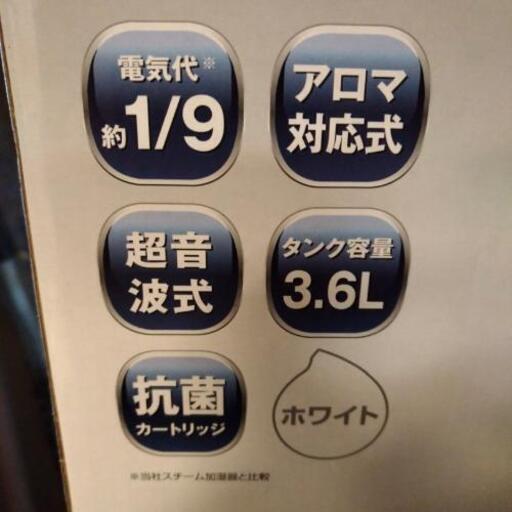 電気代※
約1/9
アロマ
対応式
超音
波式
タンク容量
3.6L
抗菌
カートリッジ
ホワイト
※当社スチーム加湿器と比較